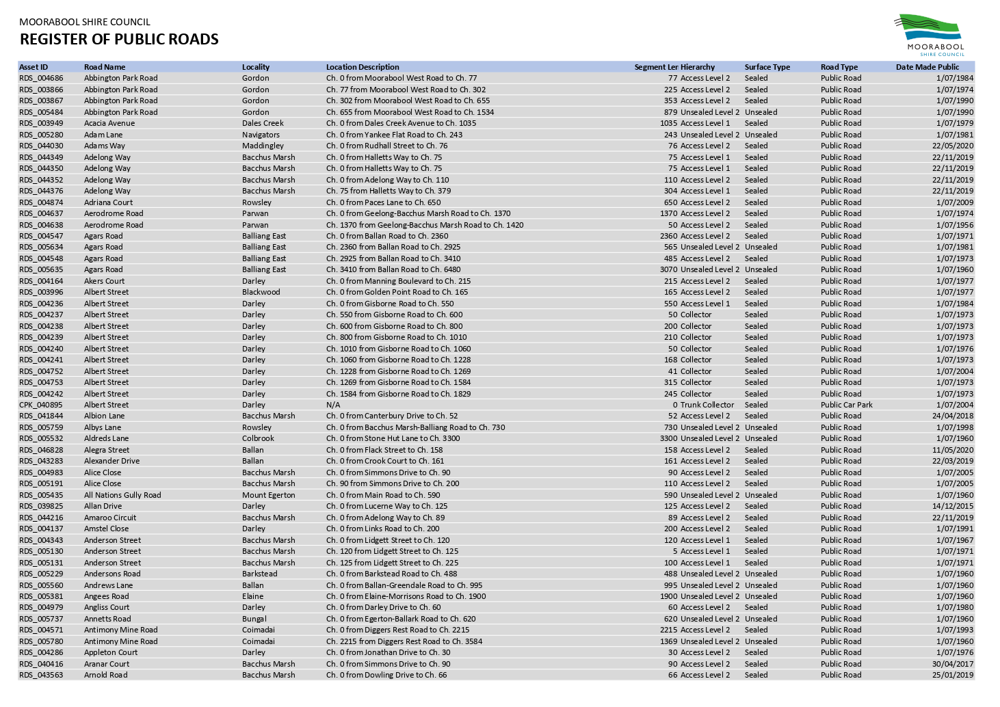 MOORABOOL SHIRE COUNCIL
REGISTER OF PUBLIC ROADS
MOORABOOL
SHIRE COUNCIL
Asset ID Road Name Locality Location Description Segment Len Hierarchy Surface Type Road Type Date Made Public
RDS_004686 Abbington Park Road Gordon Ch. 0 from Moorabool West Road to Ch. 77 77 Access Level 2 Sealed Public Road 1/07/1984
RDS_003866 Abbington Park Road Gordon Ch. 77 from Moorabool West Road to Ch. 302 225 Access Level 2 Sealed Public Road 1/07/1974
RDS_003867 Abbington Park Road Gordon Ch. 302 from Moorabool West Road to Ch. 655 353 Access Level 2 Sealed Public Road 1/07/1990
RDS_005484 Abbington Park Road Gordon Ch. 655 from Moorabool West Road to Ch. 1534 879 Unsealed Level 2 Unsealed Public Road 1/07/1990
RDS_003949 Acacia Avenue Dales Creek Ch. 0 from Dales Creek Avenue to Ch. 1035 1035 Access Level 1 Sealed Public Road 1/07/1979
RDS_005280 Adam Lane Navigators Ch. 0 from Yankee Flat Road to Ch. 243 243 Unsealed Level 2 Unsealed Public Road 1/07/1981
RDS_044030 Adams Way Maddingley Ch. 0 from Rudhall Street to Ch. 76 76 Access Level 2 Sealed Public Road 22/05/2020
RDS_044349 Adelong Way Bacchus Marsh Ch. 0 from Halletts Way to Ch. 75 75 Access Level 1 Sealed Public Road 22/11/2019
RDS_044350 Adelong Way Bacchus Marsh Ch. 0 from Halletts Way to Ch. 75 75 Access Level 1 Sealed Public Road 22/11/2019
RDS_044352 Adelong Way Bacchus Marsh Ch. 0 from Adelong Way to Ch. 110 110 Access Level 2 Sealed Public Road 22/11/2019
RDS_044376 Adelong Way Bacchus Marsh Ch. 75 from Halletts Way to Ch. 379 304 Access Level 1 Sealed Public Road 22/11/2019
RDS_004874 Adriana Court Rowsley Ch. 0 from Paces Lane to Ch. 650 650 Access Level 2 Sealed Public Road 1/07/2009
RDS_004637 Aerodrome Road Parwan Ch. 0 from Geelong-Bacchus Marsh Road to Ch. 1370 1370 Access Level 2 Sealed Public Road 1/07/1974
RDS_004638 Aerodrome Road Parwan Ch. 1370 from Geelong-Bacchus Marsh Road to Ch. 1420 50 Access Level 2 Sealed Public Road 1/07/1956
RDS_004547 Agars Road Balliang East Ch. 0 from Ballan Road to Ch. 2360 2360 Access Level 2 Sealed Public Road 1/07/1971
RDS_005634 Agars Road Balliang East Ch. 2360 from Ballan Road to Ch. 2925 565 Unsealed Level 2 Unsealed Public Road 1/07/1981
RDS_004548 Agars Road Balliang East Ch. 2925 from Ballan Road to Ch. 3410 485 Access Level 2 Sealed Public Road 1/07/1973
RDS_005635 Agars Road Balliang East Ch. 3410 from Ballan Road to Ch. 6480 3070 Unsealed Level 2 Unsealed Public Road 1/07/1960
RDS_004164 Akers Court Darley Ch. 0 from Manning Boulevard to Ch. 215 215 Access Level 2 Sealed Public Road 1/07/1977
RDS_003996 Albert Street Blackwood Ch. 0 from Golden Point Road to Ch. 165 165 Access Level 2 Sealed Public Road 1/07/1977
RDS_004236 Albert Street Darley Ch. 0 from Gisborne Road to Ch. 550 550 Access Level 1 Sealed Public Road 1/07/1984
RDS_004237 Albert Street Darley Ch. 550 from Gisborne Road to Ch. 600 50 Collector Sealed Public Road 1/07/1973
RDS_004238 Albert Street Darley Ch. 600 from Gisborne Road to Ch. 800 200 Collector Sealed Public Road 1/07/1973
RDS_004239 Albert Street Darley Ch. 800 from Gisborne Road to Ch. 1010 210 Collector Sealed Public Road 1/07/1973
RDS_004240 Albert Street Darley Ch. 1010 from Gisborne Road to Ch. 1060 50 Collector Sealed Public Road 1/07/1976
RDS_004241 Albert Street Darley Ch. 1060 from Gisborne Road to Ch. 1228 168 Collector Sealed Public Road 1/07/1973
RDS_004752 Albert Street Darley Ch. 1228 from Gisborne Road to Ch. 1269 41 Collector Sealed Public Road 1/07/2004
RDS_004753 Albert Street Darley Ch. 1269 from Gisborne Road to Ch. 1584 315 Collector Sealed Public Road 1/07/1973
RDS_004242 Albert Street Darley Ch. 1584 from Gisborne Road to Ch. 1829 245 Collector Sealed Public Road 1/07/1973
CPK_040895 Albert Street Darley N/A 0 Trunk Collector Sealed Public Car Park 1/07/2004
RDS_041844 Albion Lane Bacchus Marsh Ch. 0 from Canterbury Drive to Ch. 52 52 Access Level 2 Sealed Public Road 24/04/2018
RDS_005759 Albys Lane Rowsley Ch. 0 from Bacchus Marsh-Balliang Road to Ch. 730 730 Unsealed Level 2 Unsealed Public Road 1/07/1998
RDS_005532 Aldreds Lane Colbrook Ch. 0 from Stone Hut Lane to Ch. 3300 3300 Unsealed Level 2 Unsealed Public Road 1/07/1960
RDS_046828 Alegra Street Ballan Ch. 0 from Flack Street to Ch. 158 158 Access Level 2 Sealed Public Road 11/05/2020
RDS_043283 Alexander Drive Ballan Ch. 0 from Crook Court to Ch. 161 161 Access Level 2 Sealed Public Road 22/03/2019
RDS_004983 Alice Close Bacchus Marsh Ch. 0 from Simmons Drive to Ch. 90 90 Access Level 2 Sealed Public Road 1/07/2005
RDS_005191 Alice Close Bacchus Marsh Ch. 90 from Simmons Drive to Ch. 200 110 Access Level 2 Sealed Public Road 1/07/2005
RDS_005435 All Nations Gully Road Mount Egerton Ch. 0 from Main Road to Ch. 590 590 Unsealed Level 2 Unsealed Public Road 1/07/1960
RDS_039825 Allan Drive Darley Ch. 0 from Lucerne Way to Ch. 125 125 Access Level 2 Sealed Public Road 14/12/2015
RDS_044216 Amaroo Circuit Bacchus Marsh Ch. 0 from Adelong Way to Ch. 89 89 Access Level 2 Sealed Public Road 22/11/2019
RDS_004137 Amstel Close Darley Ch. 0 from Links Road to Ch. 200 200 Access Level 2 Sealed Public Road 1/07/1991
RDS_004343 Anderson Street Bacchus Marsh Ch. 0 from Lidgett Street to Ch. 120 120 Access Level 1 Sealed Public Road 1/07/1967
RDS_005130 Anderson Street Bacchus Marsh Ch. 120 from Lidgett Street to Ch. 125 5 Access Level 1 Sealed Public Road 1/07/1971
RDS_005131 Anderson Street Bacchus Marsh Ch. 125 from Lidgett Street to Ch. 225 100 Access Level 1 Sealed Public Road 1/07/1971
RDS_005229 Andersons Road Barkstead Ch. 0 from Barkstead Road to Ch. 488 488 Unsealed Level 2 Unsealed Public Road 1/07/1960
RDS_005560 Andrews Lane Ballan Ch. 0 from Ballan-Greendale Road to Ch. 995 995 Unsealed Level 2 Unsealed Public Road 1/07/1960
RDS_005381 Angees Road Elaine Ch. 0 from Elaine-Morrisons Road to Ch. 1900 1900 Unsealed Level 2 Unsealed Public Road 1/07/1960
RDS_004979 Angliss Court Darley Ch. 0 from Darley Drive to Ch. 60 60 Access Level 2 Sealed Public Road 1/07/1980
RDS_005737 Annetts Road Bungal Ch. 0 from Egerton-Ballark Road to Ch. 620 620 Unsealed Level 2 Unsealed Public Road 1/07/1960
RDS_004571 Antimony Mine Road Coimadai Ch. 0 from Diggers Rest Road to Ch. 2215 2215 Access Level 2 Sealed Public Road 1/07/1993
RDS_005780 Antimony Mine Road Coimadai Ch. 2215 from Diggers Rest Road to Ch. 3584 1369 Unsealed Level 2 Unsealed Public Road 1/07/1960
RDS_004286 Appleton Court Darley Ch. 0 from Jonathan Drive to Ch. 30 30 Access Level 2 Sealed Public Road 1/07/1976
RDS_040416 Aranar Court Bacchus Marsh Ch. 0 from Simmons Drive to Ch. 90 90 Access Level 2 Sealed Public Road 30/04/2017
RDS_043563 Arnold Road Bacchus Marsh Ch. 0 from Dowling Drive to Ch. 66 66 Access Level 2 Sealed Public Road 25/01/2019